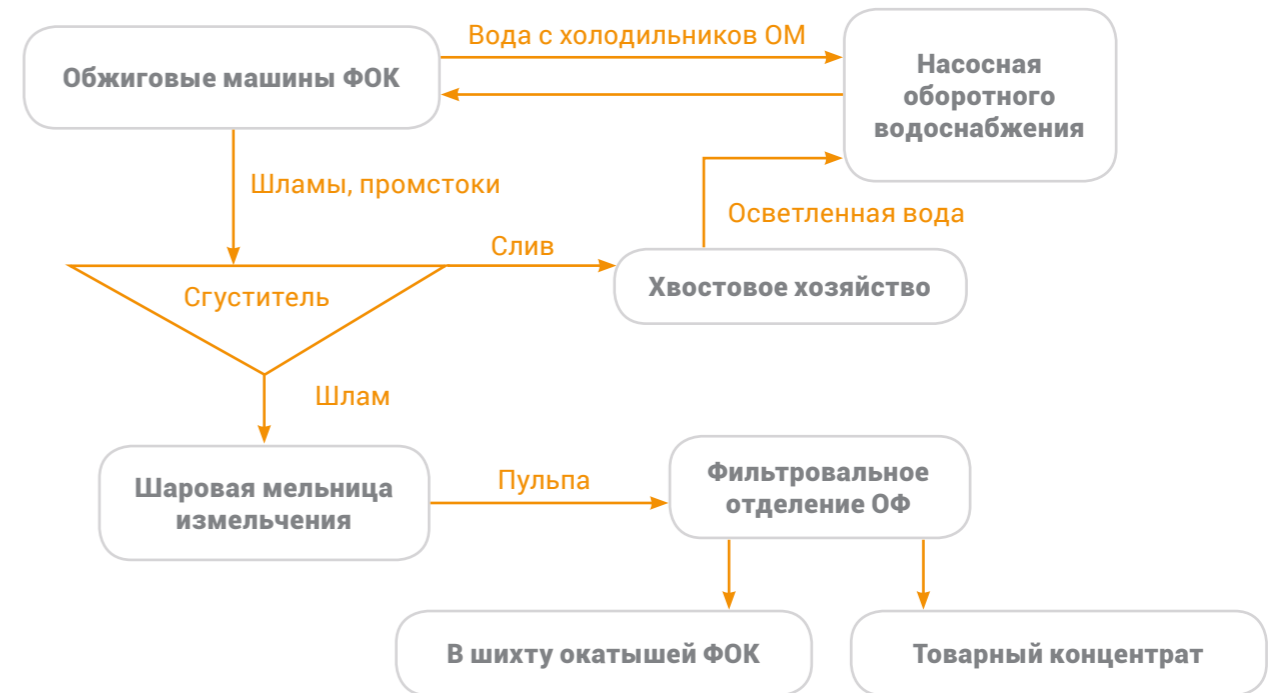 Вода с холодильников ОМ
Обжиговые машины ФОК
Насосная
оборотного
водоснабжения
Шламы, промстоки
Осветленная вода
Слив
Сгуститель
Хвостовое хозяйство
Шлам
Шаровая мельница
измельчения
Пульпа
Фильтровальное
отделение ОФ
В шихту окатышей ФОК
Товарный концентрат